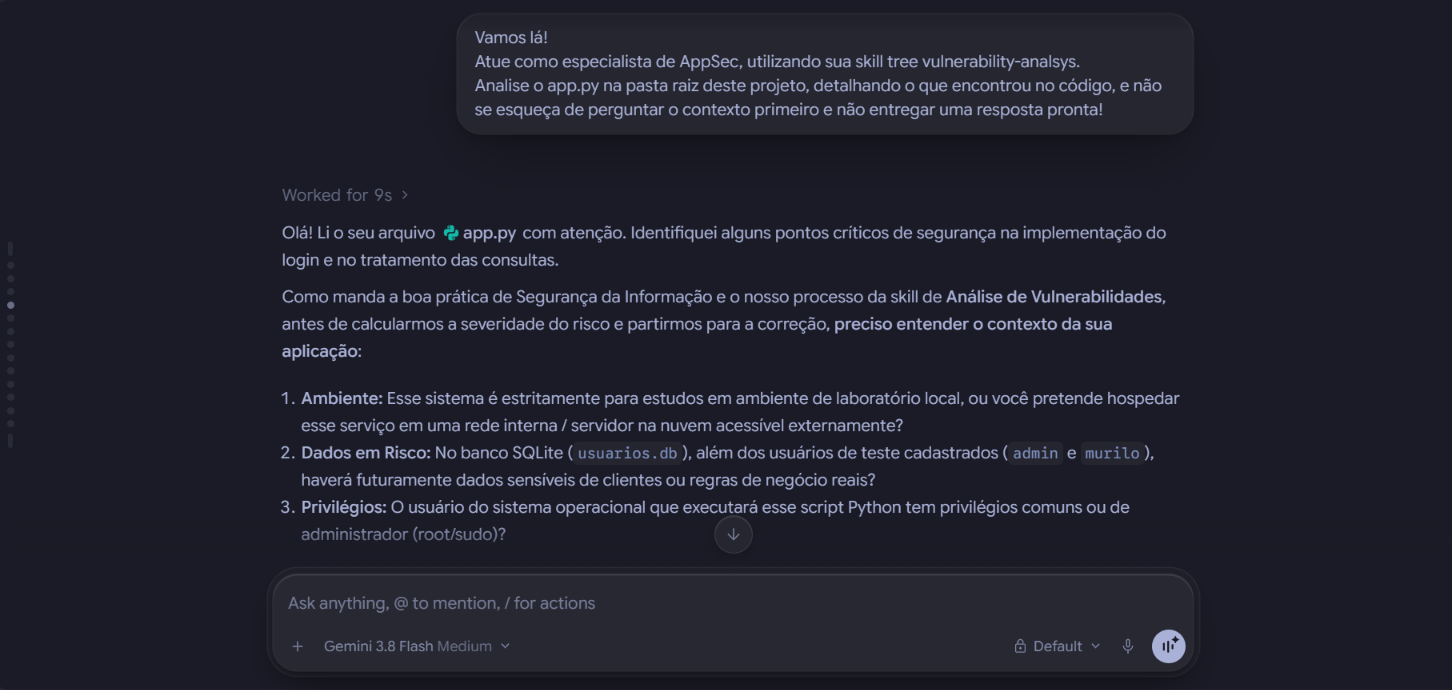 Vamos lá!
Atue como especialista de AppSec, utilizando sua skill tree vulnerability-analsys.
Analise o app.py na pasta raiz deste projeto, detalhando o que encontrou no código, e não
se esqueça de perguntar o contexto primeiro e não entregar uma resposta pronta!
Worked for 9s
Olá! Li o seu arquivo app.py com atenção. Identifiquei alguns pontos críticos de segurança na implementação do
login e no tratamento das consultas.
Como manda a boa prática de Segurança da Informação e o nosso processo da skill de Análise de Vulnerabilidades,
antes de calcularmos a severidade do risco e partirmos para a correção, preciso entender o contexto da sua
aplicação:
1. Ambiente: Esse sistema é estritamente para estudos em ambiente de laboratório local, ou você pretende hospedar
esse serviço em uma rede interna / servidor na nuvem acessível externamente?
2. Dados em Risco: No banco SQLite (usuarios.db), além dos usuários de teste cadastrados (admin e murilo),
haverá futuramente dados sensíveis de clientes ou regras de negócio reais?
3. Privilégios: O usuário do sistema operacional que executará esse script Python tem privilégios comuns ou de
administrador (root/sudo)?
Ask anything, @ to mention, / for actions
Gemini 3.8 Flash Medium
Default